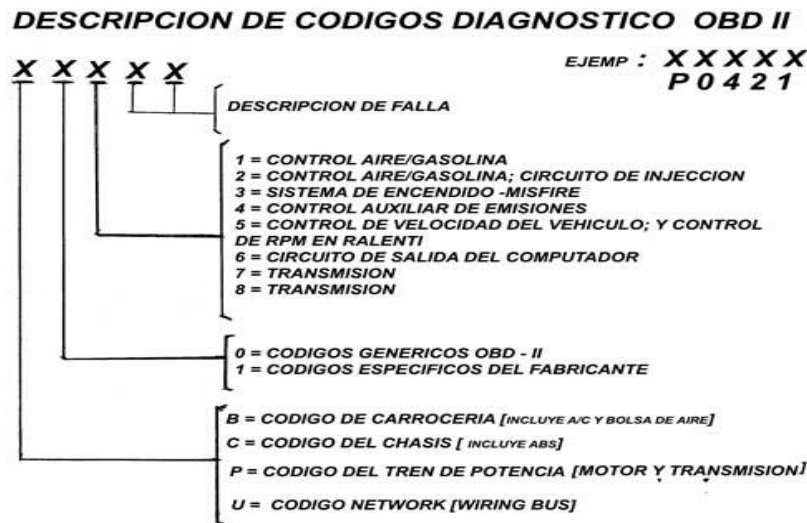 DESCRIPCION DE CODIGOS DIAGNOSTICO OBD II
EJEMP : X X X X X
P 0 4 2 1
X X X X X
DESCRIPCION DE FALLA
1 = CONTROL AIRE/GASOLINA
2 = CONTROL AIRE/GASOLINA; CIRCUITO DE INJECCION
3 = SISTEMA DE ENCENDIDO -MISFIRE
4 = CONTROL AUXILIAR DE EMISIONES
5 = CONTROL DE VELOCIDAD DEL VEHICULO; Y CONTROL
DE RPM EN RALENTI
6 = CIRCUITO DE SALIDA DEL COMPUTADOR
7 = TRANSMISION
8 = TRANSMISION
0 = CODIGOS GENERICOS OBD - II
1 = CODIGOS ESPECIFICOS DEL FABRICANTE
B = CODIGO DE CARROCERIA [INCLUYE A/C Y BOLSA DE AIRE]
C = CODIGO DEL CHASIS [ INCLUYE ABS]
P = CODIGO DEL TREN DE POTENCIA [MOTOR Y TRANSMISION]
U = CODIGO NETWORK [WIRING BUS]